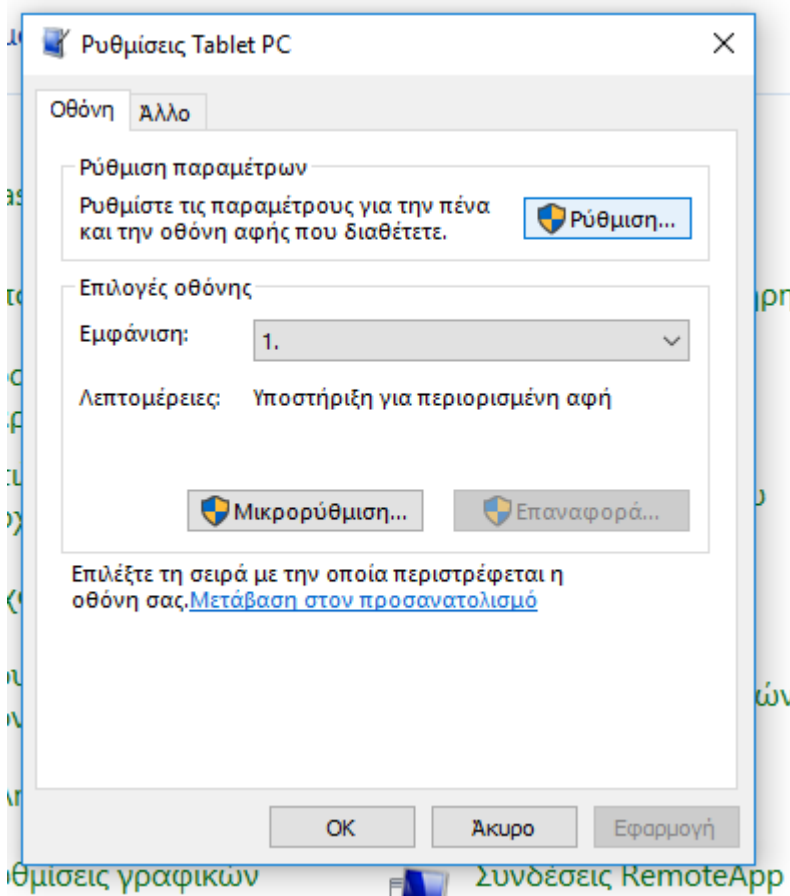 Ρυθμίσεις Tablet PC
Οθόνη
Άλλο
Ρύθμιση παραμέτρων
Ρυθμίστε τις παραμέτρους για την πένα
και την οθόνη αφής που διαθέτετε.
Ρύθμιση...
Επιλογές οθόνης
Εμφάνιση:
1.
Λεπτομέρειες:
Υποστήριξη για περιορισμένη αφή
Μικρορύθμιση...
Επαναφορά...
Επιλέξτε τη σειρά με την οποία περιστρέφεται η
οθόνη σας.Μετάβαση στον προσανατολισμό
OK
Άκυρο
Εφαρμογή
θμίσεις γραφικών
Συνδέσεις RemoteApp